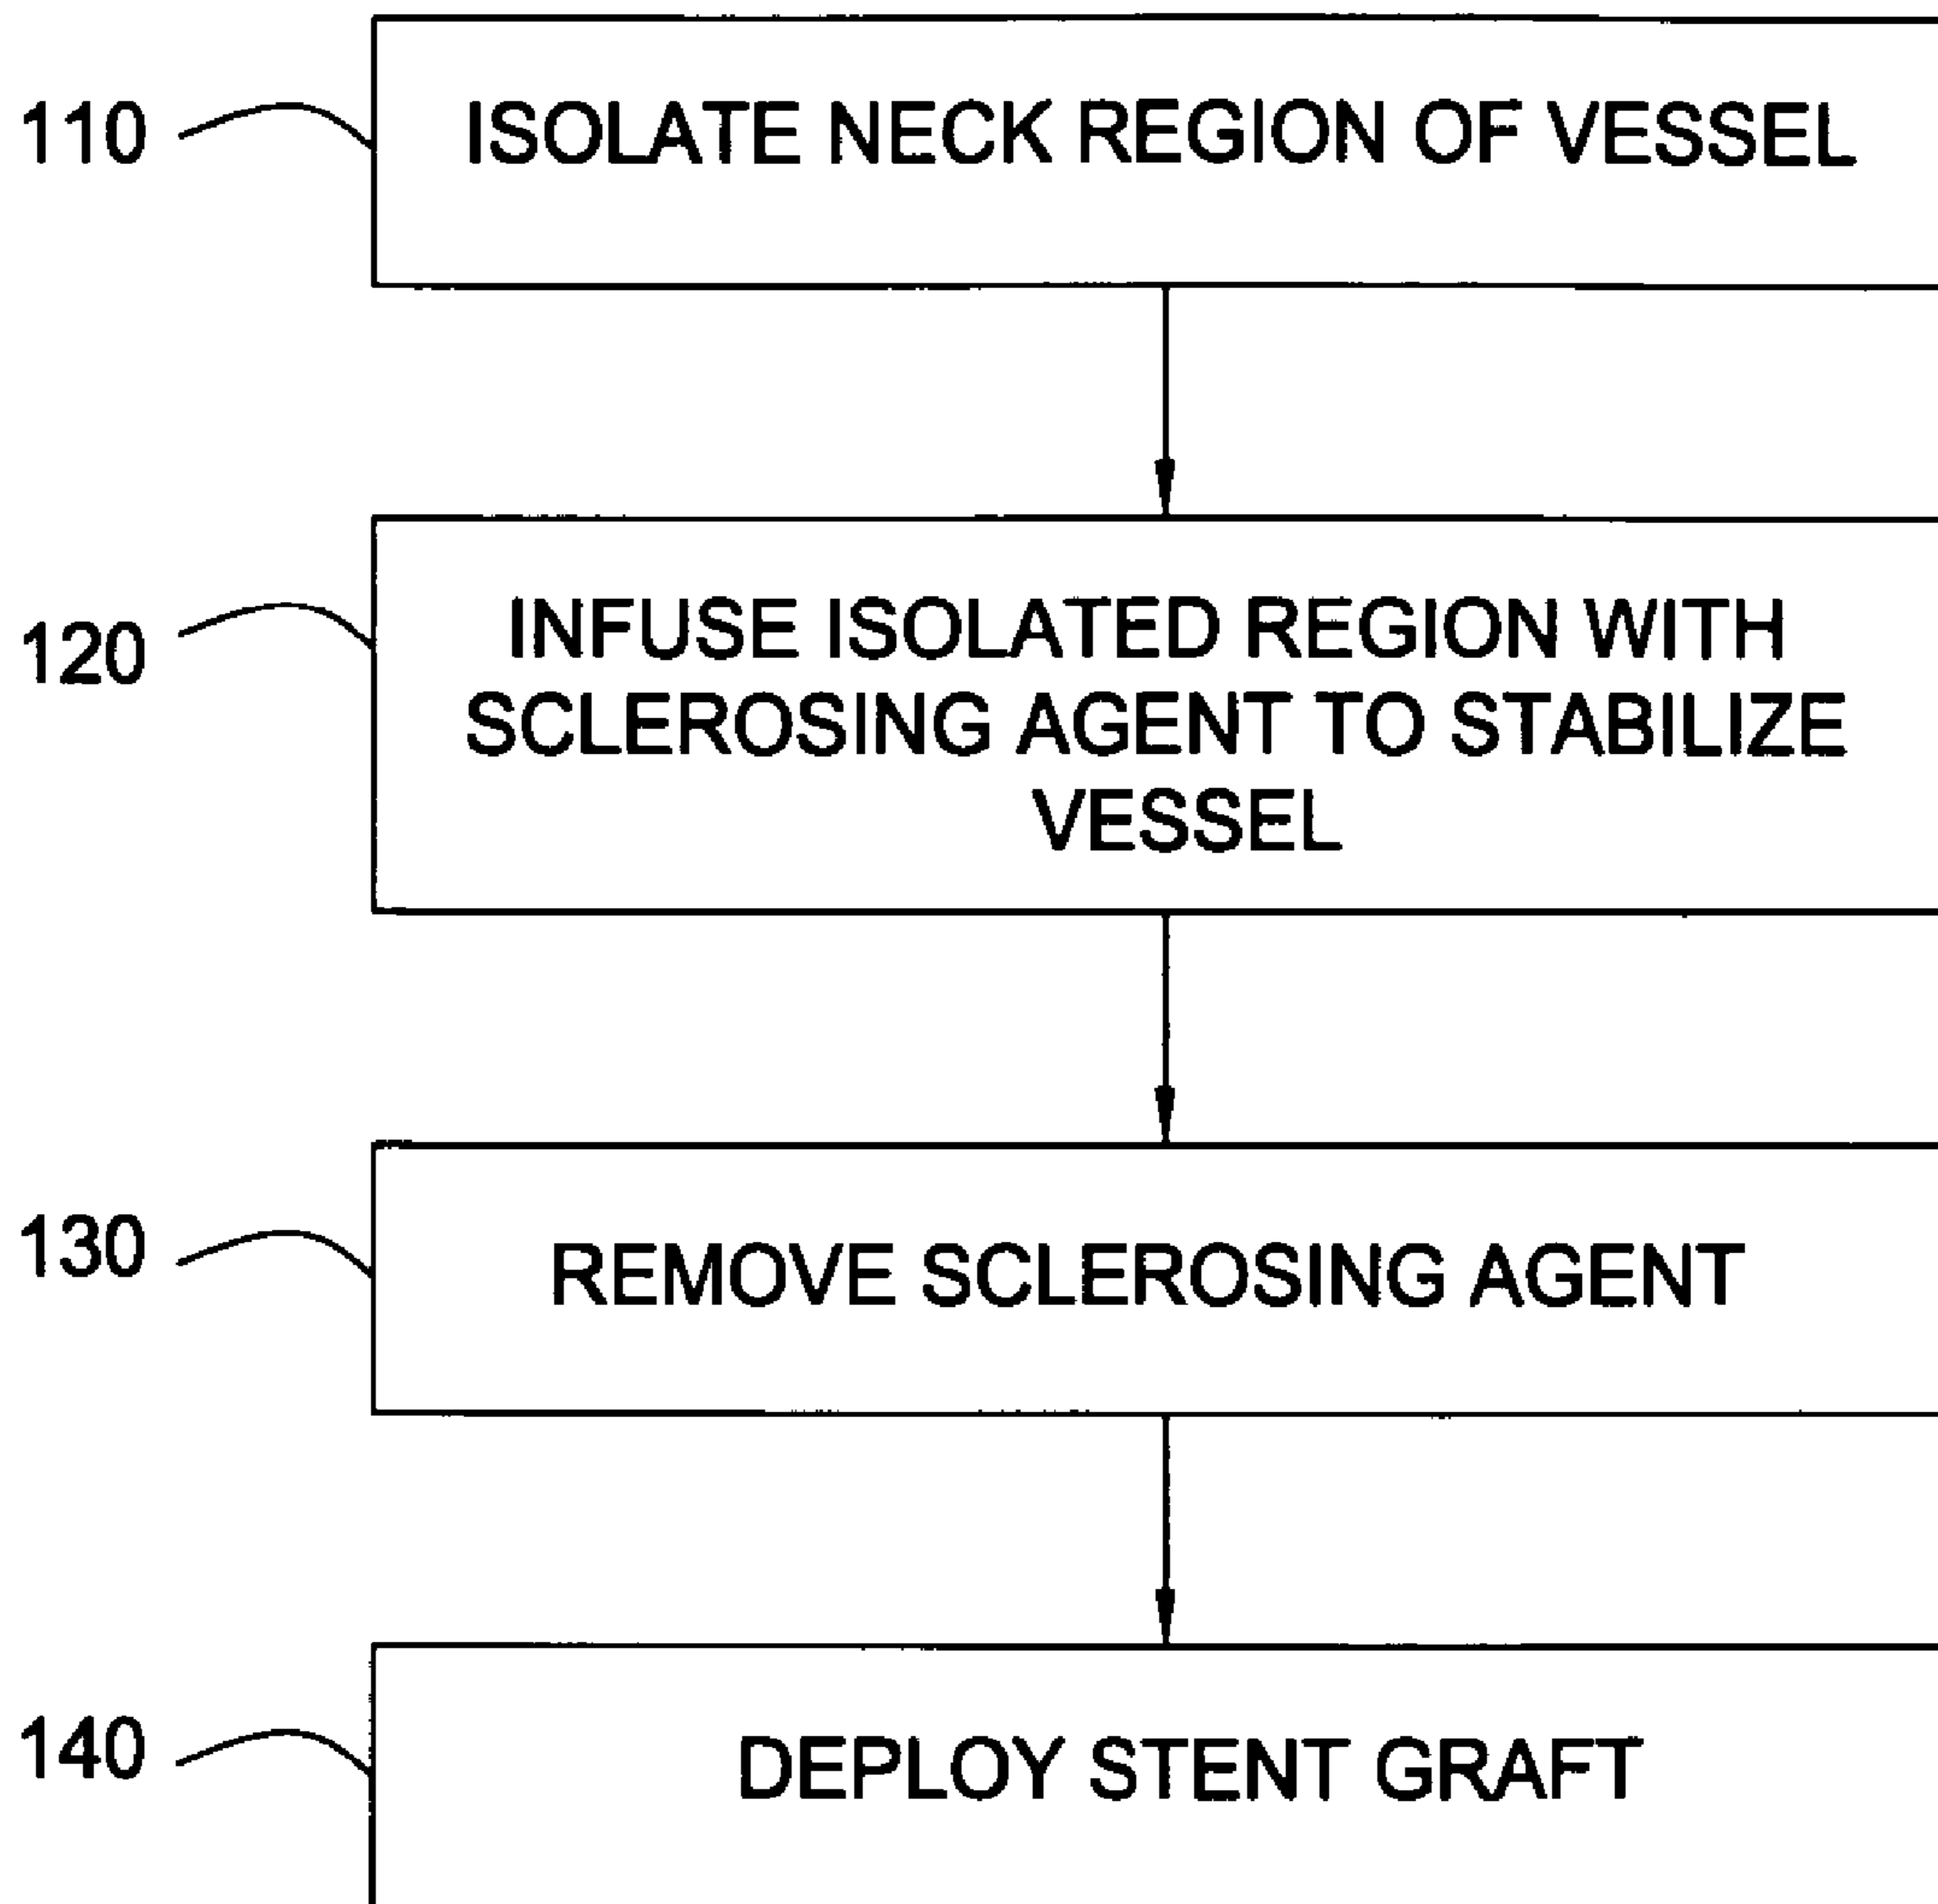 110
ISOLATE NECK REGION OF VESSEL
120
INFUSE ISOLATED REGION WITH
SCLEROSING AGENT TO STABILIZE
VESSEL
130
REMOVE SCLEROSING AGENT
140
DEPLOY STENT GRAFT